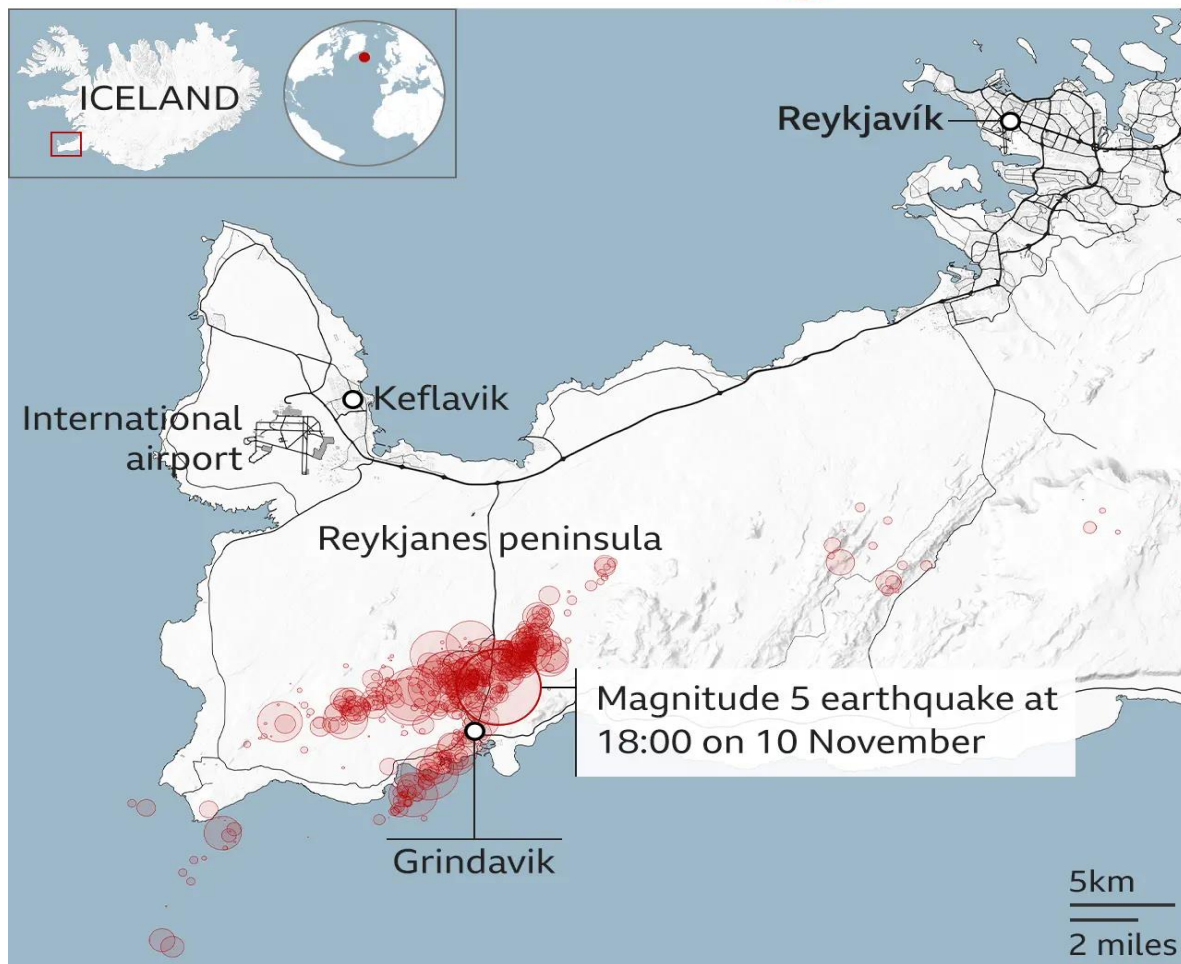 ICELAND
Reykjavík
Keflavik
International
airport
Reykjanes peninsula
Magnitude 5 earthquake at
18:00 on 10 November
Grindavik
5km
2 miles